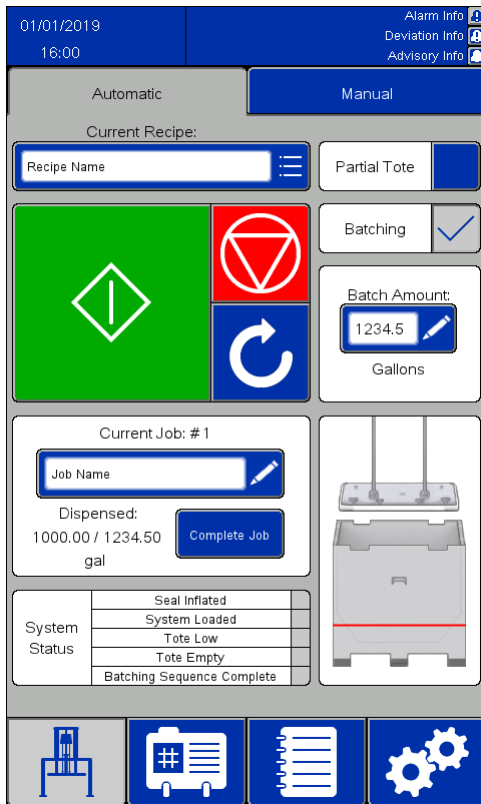 01/01/2019
16:00
Alarm Info
Deviation Info
Advisory Info
Automatic
Manual
Current Recipe:
Recipe Name
Partial Tote
Batching
Batch Amount:
1234.5
Gallons
Current Job: # 1
Job Name
Dispensed:
1000.00 / 1234.50
gal
Complete Job
System
Status
Seal Inflated
System Loaded
Tote Low
Tote Empty
Batching Sequence Complete
#